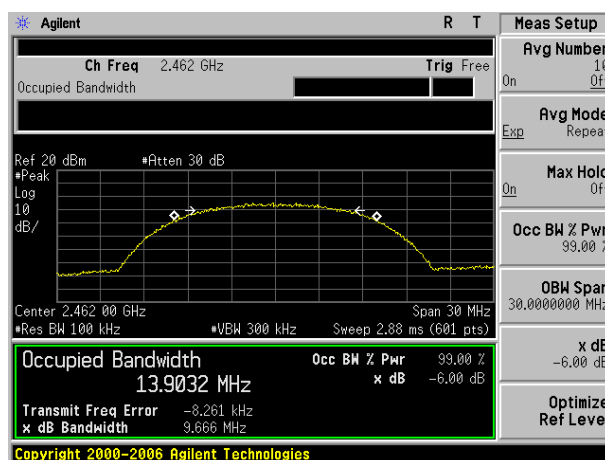 Agilent R T Meas Setup
Ch Freq 2.462 GHz Trig Free
Occupied Bandwidth
Ref 20 dBm #Atten 30 dB
#Peak
Log
10
dB/
Center 2.462 00 GHz Span 30 MHz
#Res BW 100 kHz #VBW 300 kHz Sweep 2.88 ms (601 pts)
Occupied Bandwidth Occ BW % Pwr 99.00 %
13.9032 MHz x dB -6.00 dB
Transmit Freq Error -8.261 kHz
x dB Bandwidth 9.666 MHz
Copyright 2000-2006 Agilent Technologies
Avg Number
10
On Off
Avg Mode
Exp Repeat
Max Hold
On Off
Occ BW % Pwr
99.00 %
OBW Span
30.0000000 MHz
x dB
-6.00 dB
Optimize
Ref Level